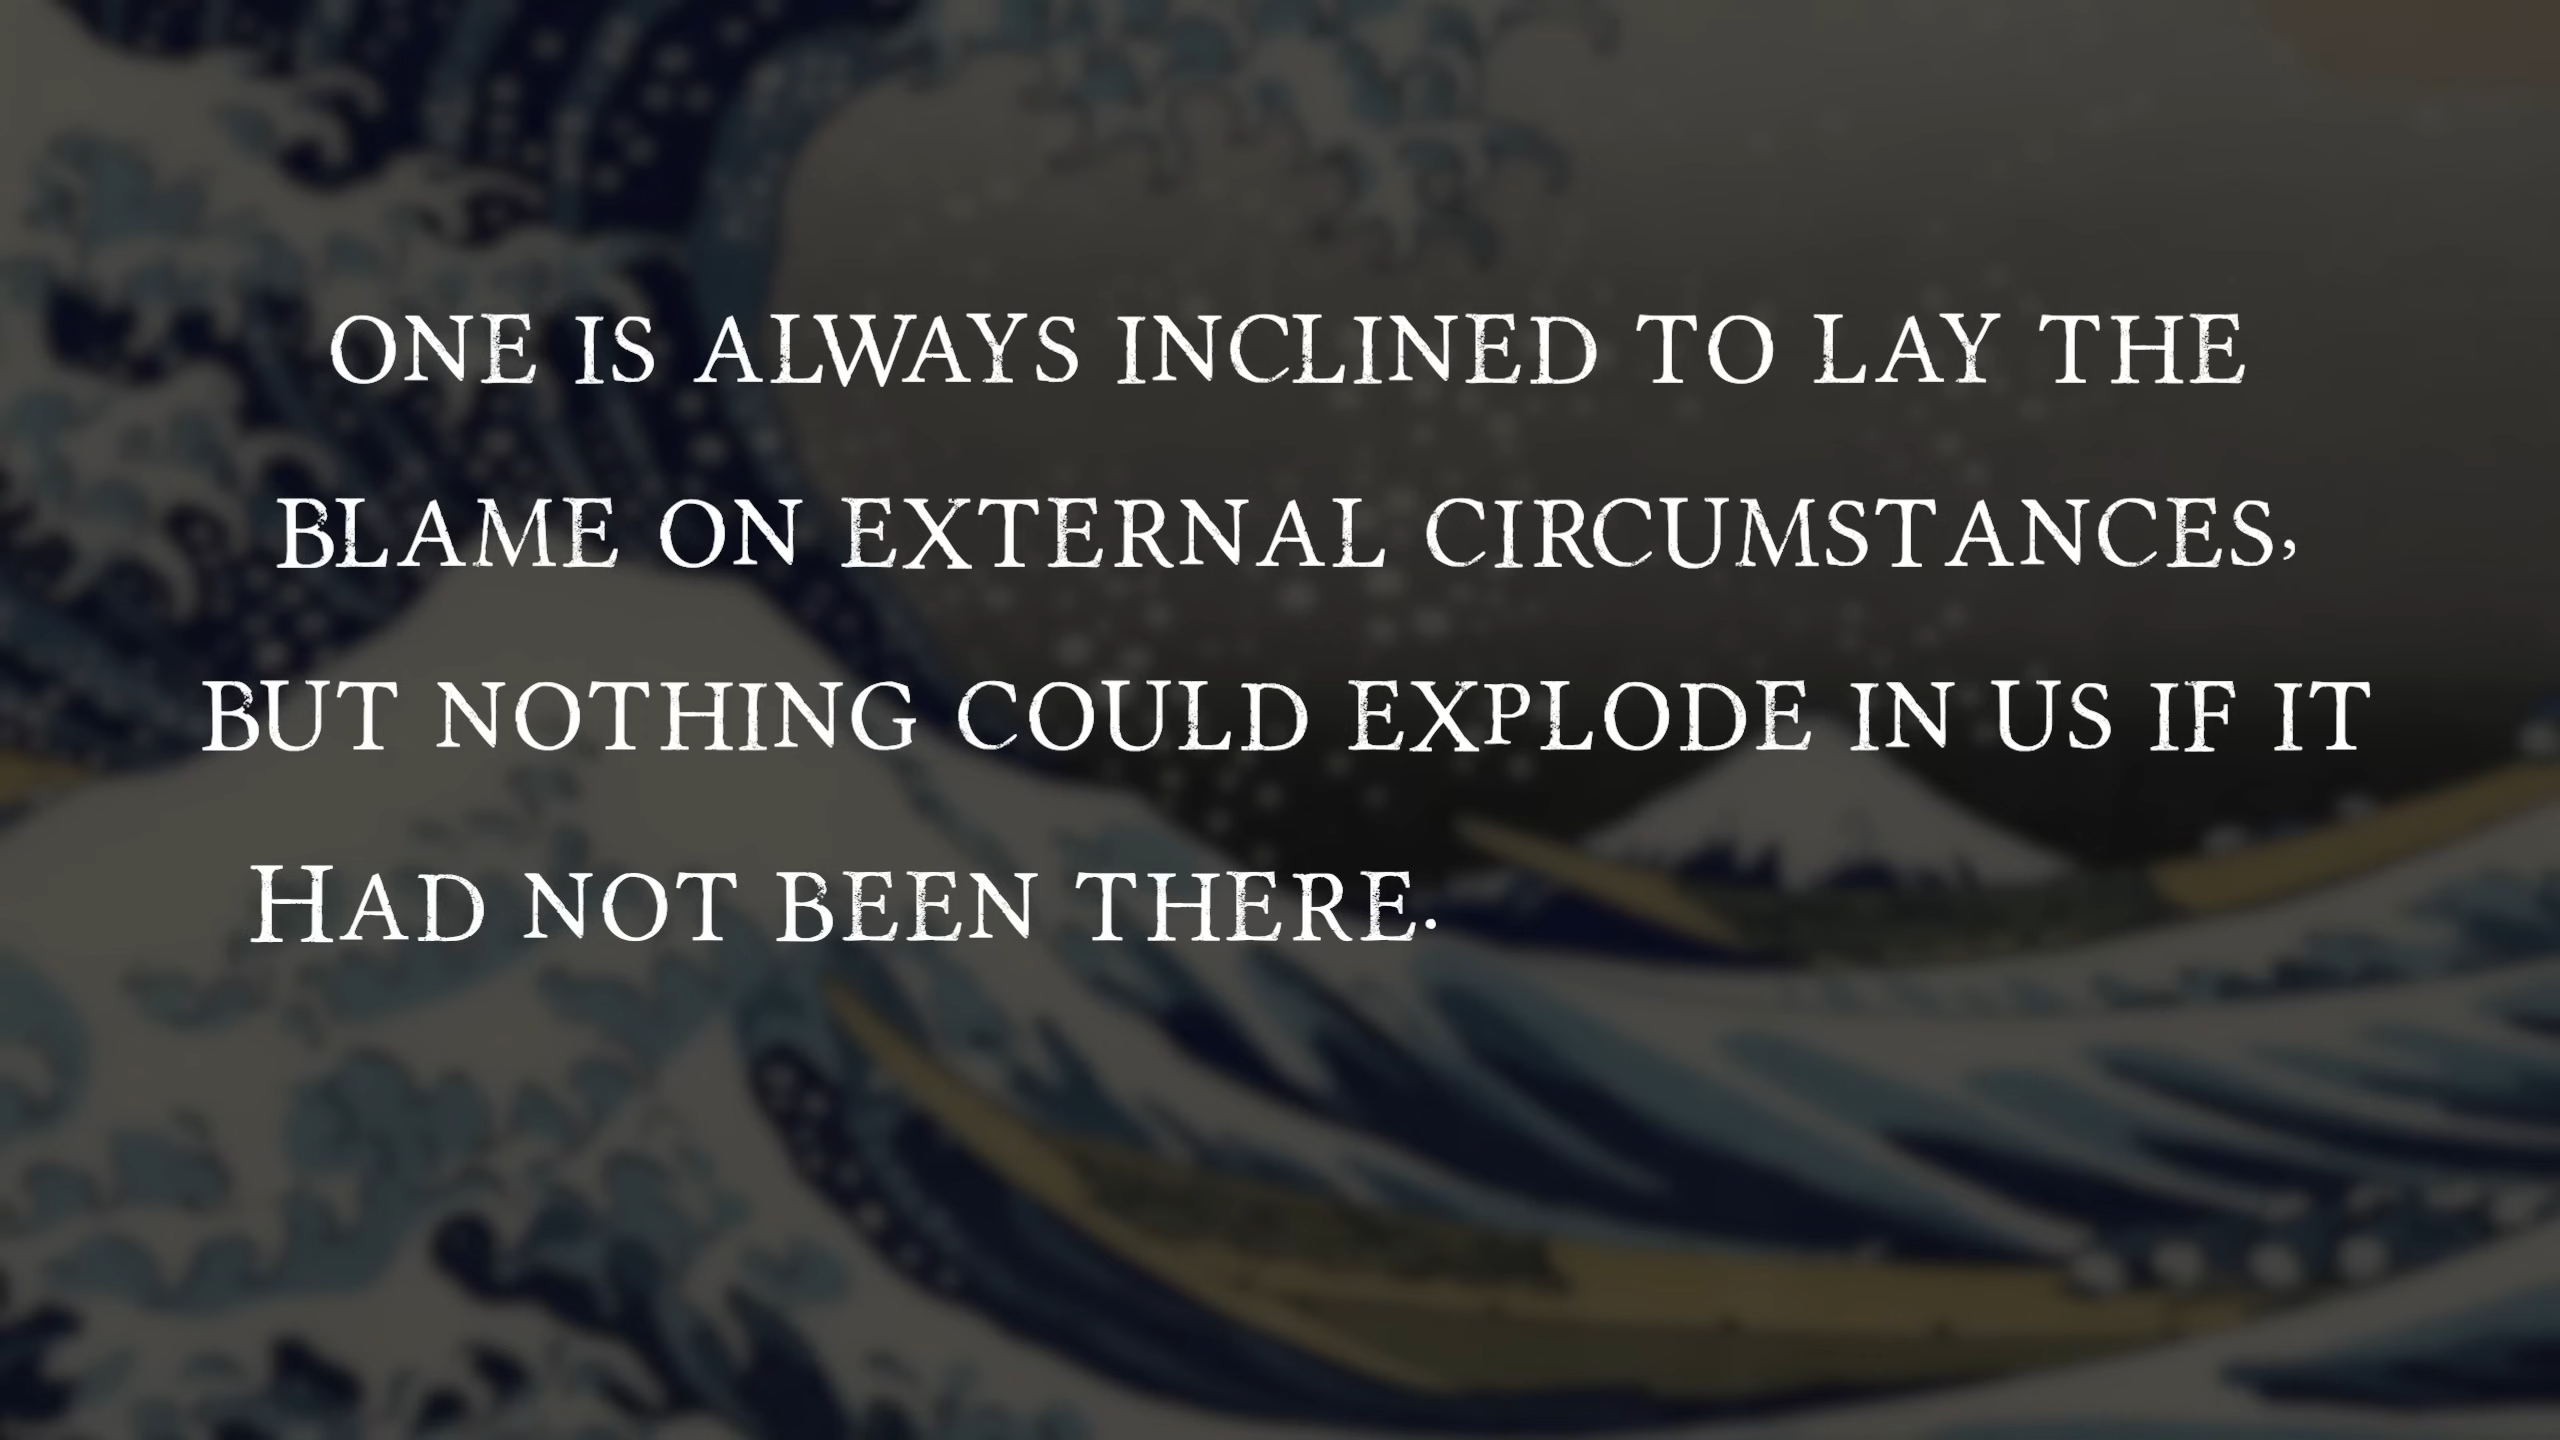 ONE IS ALWAYS INCLINED TO LAY THE
BLAME ON EXTERNAL CIRCUMSTANCES,
BUT NOTHING COULD EXPLODE IN US IF IT
HAD NOT BEEN THERE.